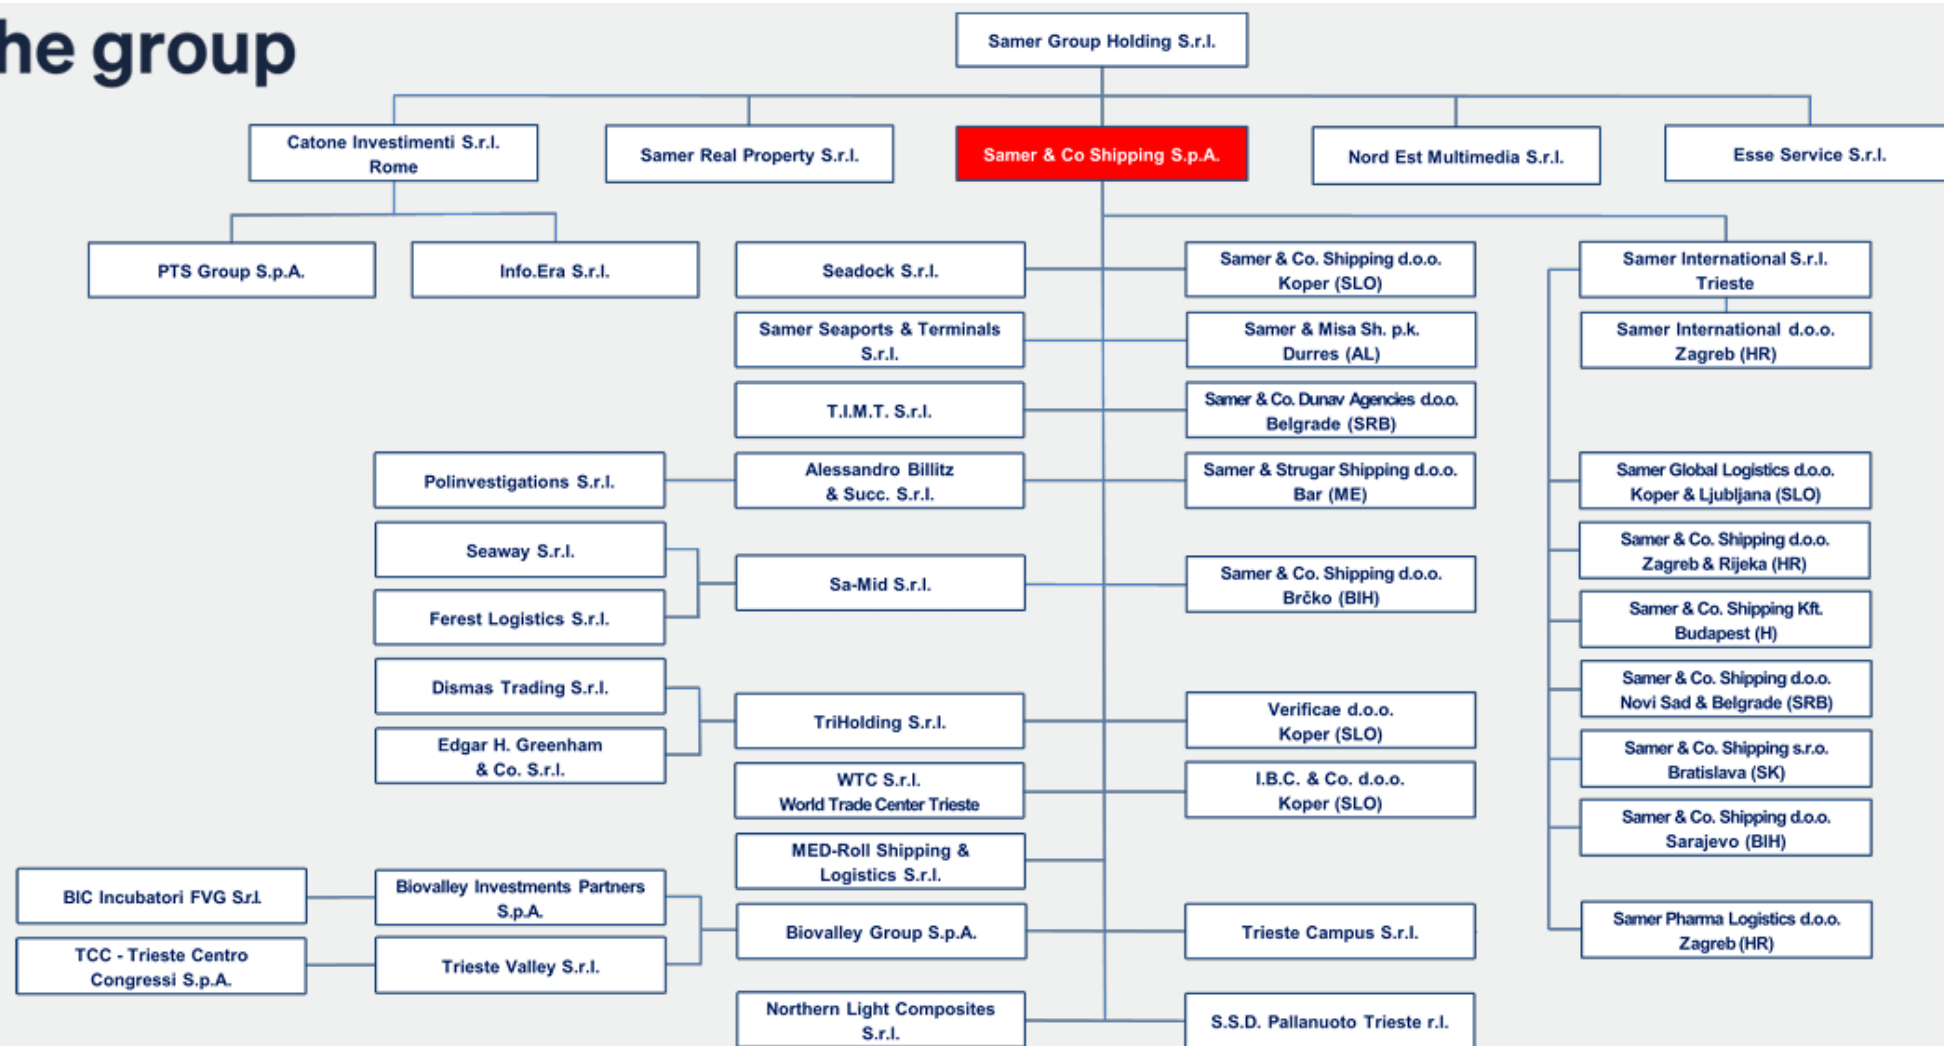 he group
Samer Group Holding S.r.l.
Catone Investimenti S.r.l.
Rome
Samer Real Property S.r.l.
Samer & Co Shipping S.p.A.
Nord Est Multimedia S.r.l.
Esse Service S.r.l.
PTS Group S.p.A.
Info.Era S.r.l.
Seadock S.r.l.
Samer & Co. Shipping d.o.o.
Koper (SLO)
Samer International S.r.l.
Trieste
Samer Seaports & Terminals
S.r.l.
Samer & Misa Sh. p.k.
Durres (AL)
Samer International d.o.o.
Zagreb (HR)
T.I.M.T. S.r.l.
Samer & Co. Dunav Agencies d.o.o.
Belgrade (SRB)
Polinvestigations S.r.l.
Alessandro Billitz
& Succ. S.r.l.
Samer & Strugar Shipping d.o.o.
Bar (ME)
Samer Global Logistics d.o.o.
Koper & Ljubljana (SLO)
Seaway S.r.l.
Samer & Co. Shipping d.o.o.
Zagreb & Rijeka (HR)
Sa-Mid S.r.l.
Samer & Co. Shipping d.o.o.
Brčko (BIH)
Ferest Logistics S.r.l.
Samer & Co. Shipping Kft.
Budapest (H)
Dismas Trading S.r.l.
Samer & Co. Shipping d.o.o.
Novi Sad & Belgrade (SRB)
TriHolding S.r.l.
Verificae d.o.o.
Koper (SLO)
Edgar H. Greenham
& Co. S.r.l.
Samer & Co. Shipping s.r.o.
Bratislava (SK)
WTC S.r.l.
World Trade Center Trieste
I.B.C. & Co. d.o.o.
Koper (SLO)
Samer & Co. Shipping d.o.o.
Sarajevo (BIH)
MED-Roll Shipping &
Logistics S.r.l.
BIC Incubatori FVG S.r.l.
Biovalley Investments Partners
S.p.A.
Biovalley Group S.p.A.
Trieste Campus S.r.l.
Samer Pharma Logistics d.o.o.
Zagreb (HR)
TCC - Trieste Centro
Congressi S.p.A.
Trieste Valley S.r.l.
Northern Light Composites
S.r.l.
S.S.D. Pallanuoto Trieste r.l.